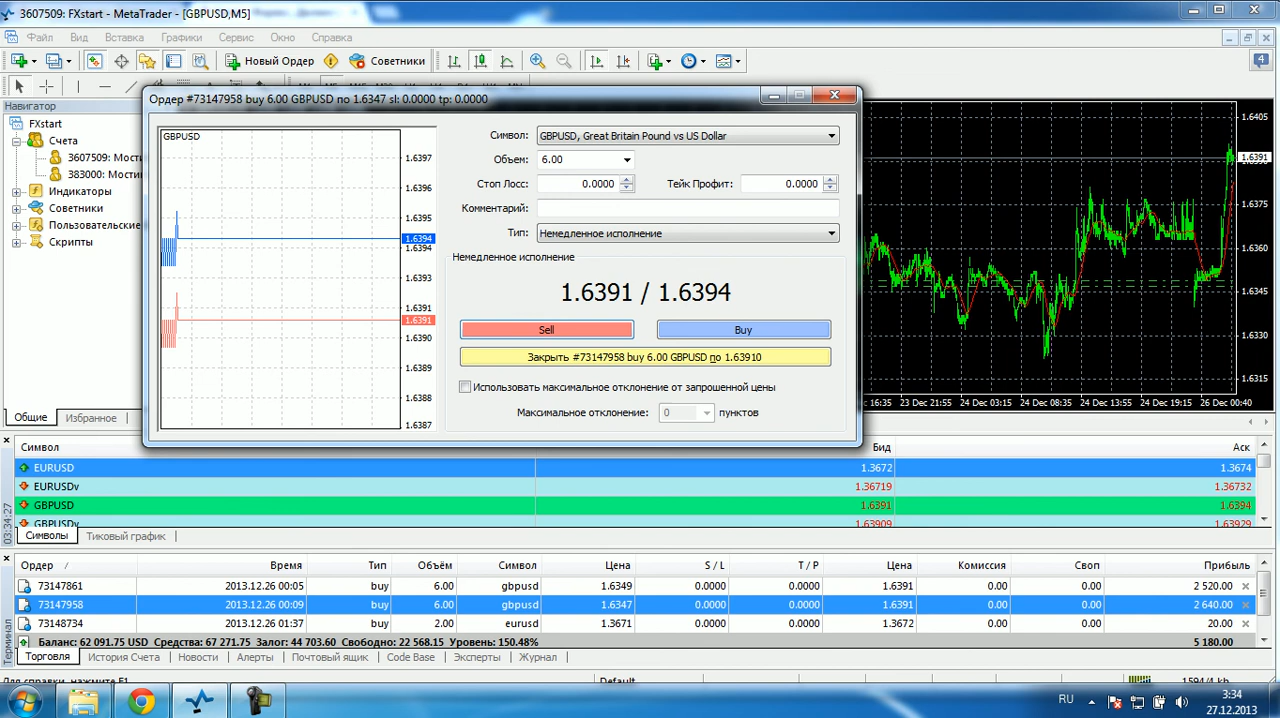 3607509: FXstart - MetaTrader - [GBPUSD,M5]
Файл Вид Вставка Графики Сервис Окно Справка
Новый Ордер Советники 4
Навигатор
FXstart
Счета
3607509: Мости
383000: Мости
Индикаторы
Советники
Пользовательские
Скрипты
Общие Избранное
Ордер #73147958 buy 6.00 GBPUSD по 1.6347 sl: 0.0000 tp: 0.0000
GBPUSD
1.6397
1.6396
1.6395
1.6394
1.6394
1.6393
1.6391
1.6390
1.6389
1.6388
1.6387
Символ: GBPUSD, Great Britain Pound vs US Dollar
Объем: 6.00
Стоп Лосс: 0.0000 Тейк Профит: 0.0000
Комментарий:
Тип: Немедленное исполнение
Немедленное исполнение
1.6391 / 1.6394
Sell Buy
Закрыть #73147958 buy 6.00 GBPUSD по 1.63910
Использовать максимальное отклонение от запрошенной цены
Максимальное отклонение: 0 пунктов
1.6405
1.6391
1.6375
1.6360
1.6345
1.6330
1.6315
16:35 23 Dec 21:55 24 Dec 03:15 24 Dec 08:35 24 Dec 13:55 24 Dec 19:15 26 Dec 00:40
Символ Бид Аск
EURUSD 1.3672 1.3674
EURUSDv 1.36719 1.36732
GBPUSD 1.6391 1.6394
GBPUSDv 1.63909 1.63929
03:34:27
Символы Тиковый график
Ордер / Время Тип Объём Символ Цена S / L T / P Цена Комиссия Своп Прибыль
73147861 2013.12.26 00:05 buy 6.00 gbpusd 1.6349 0.0000 0.0000 1.6391 0.00 0.00 2 520.00
73147958 2013.12.26 00:09 buy 6.00 gbpusd 1.6347 0.0000 0.0000 1.6391 0.00 0.00 2 640.00
73148734 2013.12.26 01:37 buy 2.00 eurusd 1.3671 0.0000 0.0000 1.3672 0.00 0.00 20.00
Баланс: 62 091.75 USD Средства: 67 271.75 Залог: 44 703.60 Свободно: 22 568.15 Уровень: 150.48% 5 180.00
Терминал
Торговля История Счета Новости Алерты Почтовый ящик Code Base Эксперты Журнал
Для справки, нажмите F1 Default 1594/4 kb
RU 3:34
27.12.2013